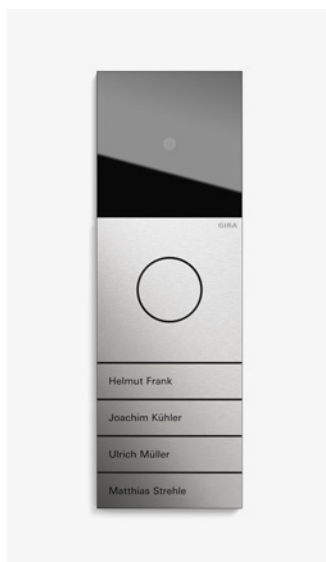 GIRA
Helmut Frank
Joachim Kühler
Ulrich Müller
Matthias Strehle